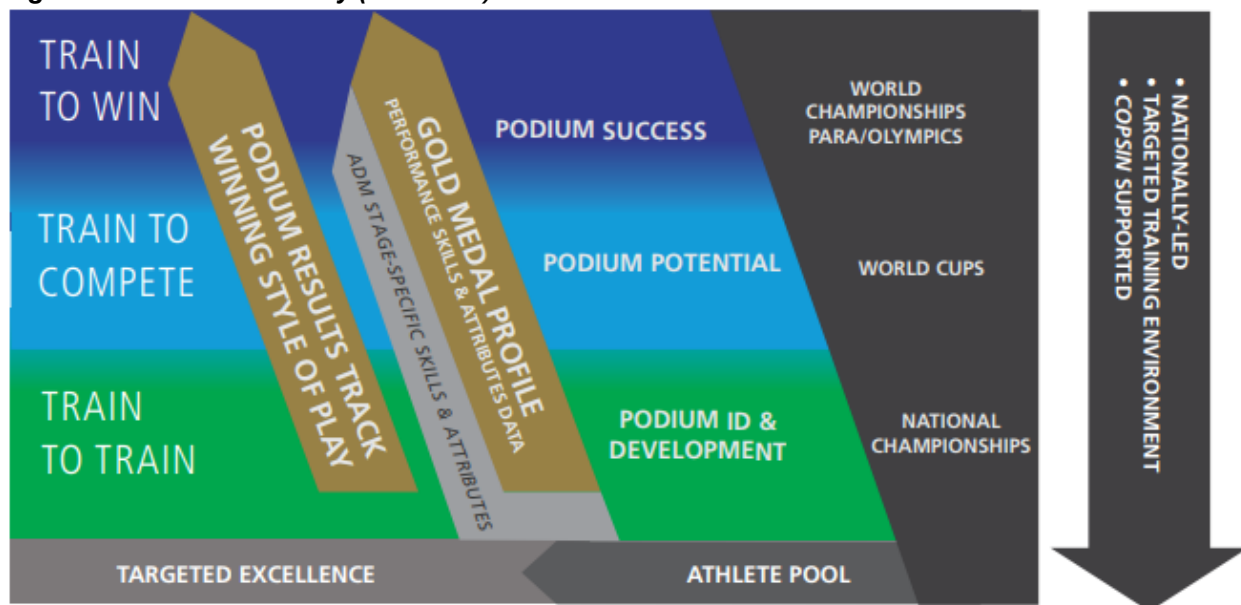 TRAIN
TO WIN
TRAIN TO
COMPETE
TRAIN
TO TRAIN
PODIUM RESULTS TRACK
WINNING STYLE OF PLAY
GOLD MEDAL PROFILE
PERFORMANCE SKILLS & ATTRIBUTES DATA
ADM STAGE-SPECIFIC SKILLS & ATTRIBUTES
PODIUM SUCCESS
PODIUM POTENTIAL
PODIUM ID &
DEVELOPMENT
WORLD
CHAMPIONSHIPS
PARA/OLYMPICS
WORLD CUPS
NATIONAL
CHAMPIONSHIPS
TARGETED EXCELLENCE
ATHLETE POOL
• NATIONALLY-LED
• TARGETED TRAINING ENVIRONMENT
• COPSIN SUPPORTED